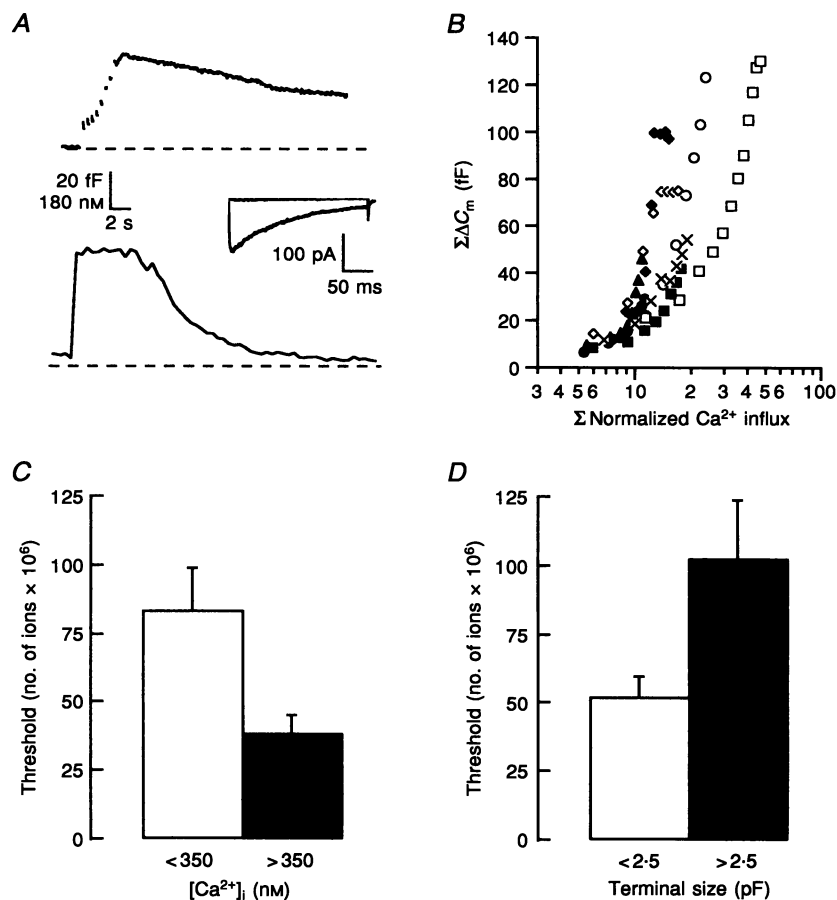 A
20 fF
180 nM
2 s
100 pA
50 ms
B
ΣΔCm (fF)
140
120
100
80
60
40
20
0
3 4 5 6 10 2 3 4 5 6 100
Σ Normalized Ca2+ influx
C
Threshold (no. of ions × 10⁶)
125
100
75
50
25
0
<350 >350
[Ca2+]i (nM)
D
Threshold (no. of ions × 10⁶)
125
100
75
50
25
0
<2·5 >2·5
Terminal size (pF)